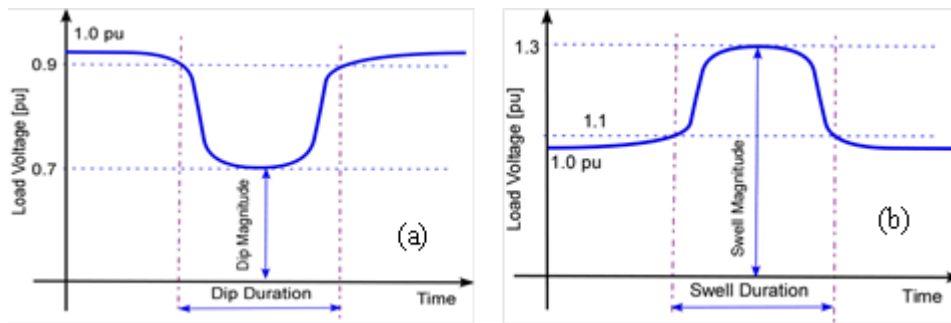 1.0 pu
0.9
0.7
Load Voltage [pu]
Dip Magnitude
(a)
Dip Duration
Time
1.3
1.1
1.0 pu
Load Voltage [pu]
Swell Magnitude
(b)
Swell Duration
Time